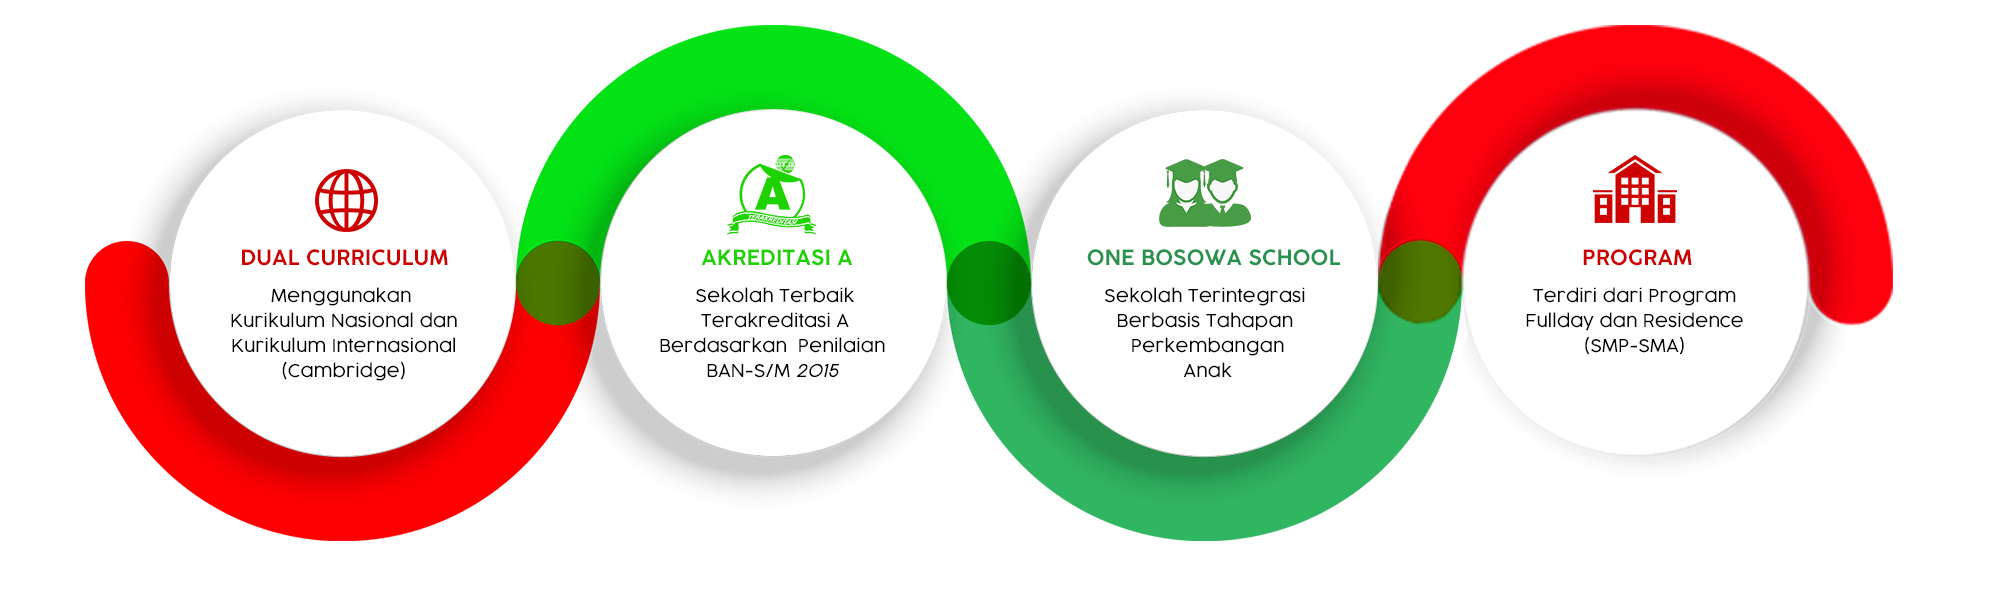 DUAL CURRICULUM
Menggunakan
Kurikulum Nasional dan
Kurikulum Internasional
(Cambridge)
A
TERAKREDITASI
AKREDITASI A
Sekolah Terbaik
Terakreditasi A
Berdasarkan Penilaian
BAN-S/M 2015
ONE BOSOWA SCHOOL
Sekolah Terintegrasi
Berbasis Tahapan
Perkembangan
Anak
PROGRAM
Terdiri dari Program
Fullday dan Residence
(SMP-SMA)